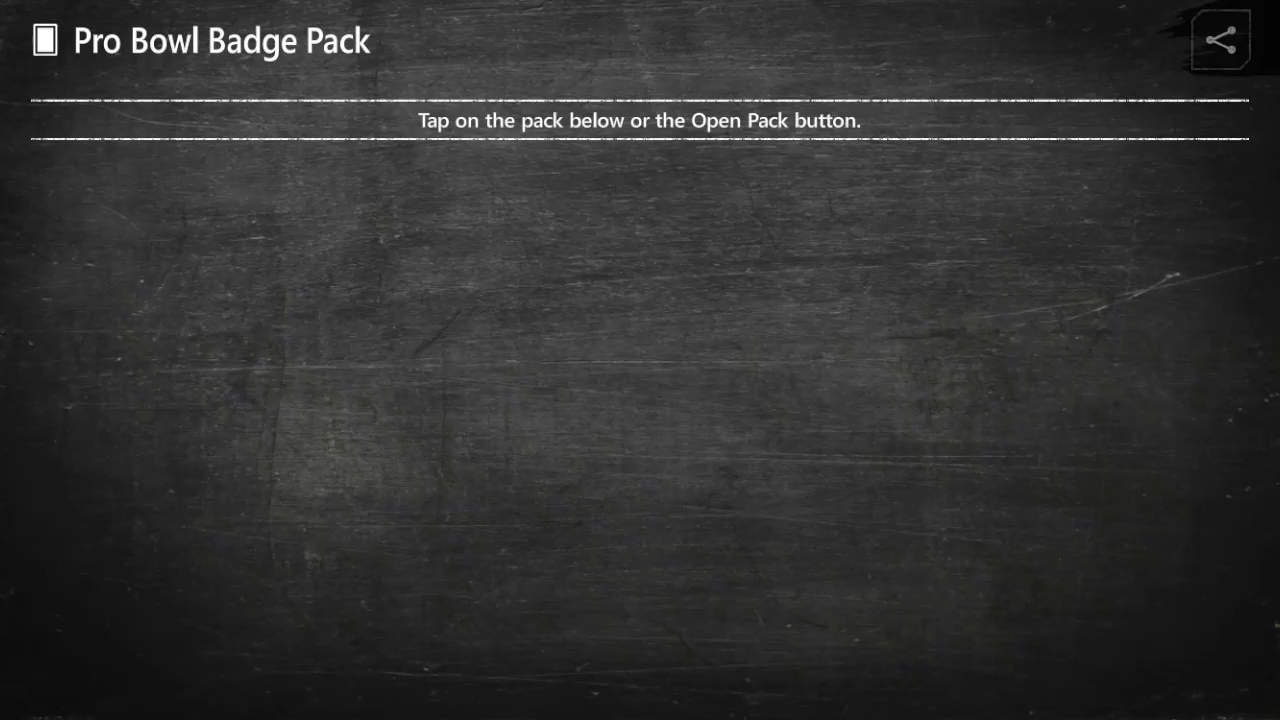 Pro Bowl Badge Pack
Tap on the pack below or the Open Pack button.